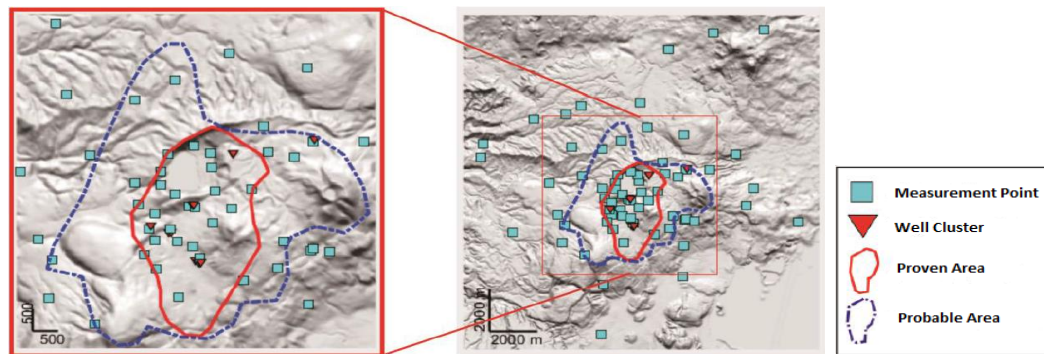 500
500
2000 m
2000 m
Measurement Point
Well Cluster
Proven Area
Probable Area